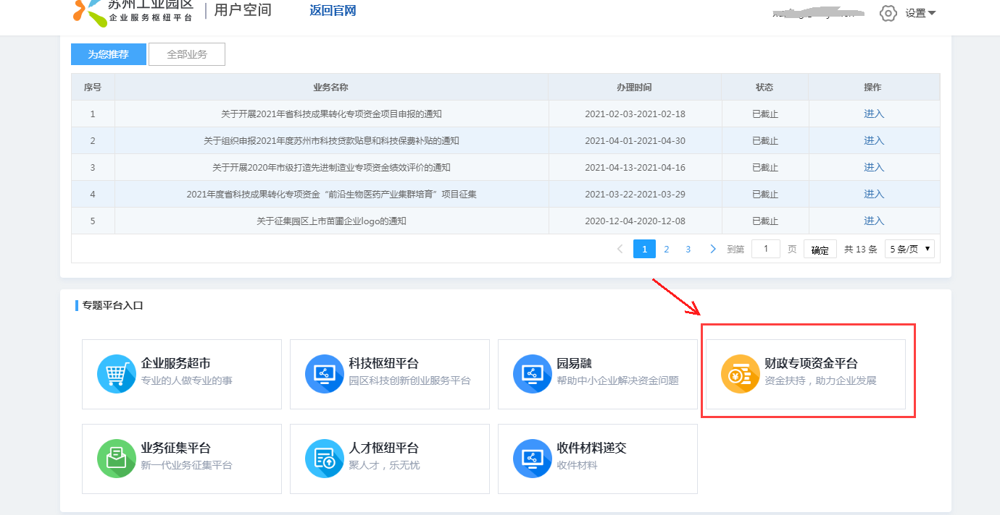 苏州工业园区
企业服务枢纽平台
用户空间
返回官网
设置
为您推荐
全部业务
序号 业务名称 办理时间 状态 操作
1 关于开展2021年省科技成果转化专项资金项目申报的通知 2021-02-03-2021-02-18 已截止 进入
2 关于组织申报2021年度苏州市科技贷款贴息和科技保费补贴的通知 2021-04-01-2021-04-30 已截止 进入
3 关于开展2020年市级打造先进制造业专项资金绩效评价的通知 2021-04-13-2021-04-16 已截止 进入
4 2021年度省科技成果转化专项资金“前沿生物医药产业集群培育”项目征集 2021-03-22-2021-03-29 已截止 进入
5 关于征集园区上市苗圃企业logo的通知 2020-12-04-2020-12-08 已截止 进入
1 2 3 到第 1 页 确定 共 13 条 5 条/页
专题平台入口
企业服务超市
专业的人做专业的事
科技枢纽平台
园区科技创新创业服务平台
园易融
帮助中小企业解决资金问题
财政专项资金平台
资金扶持，助力企业发展
业务征集平台
新一代业务征集平台
人才枢纽平台
聚人才，乐无忧
收件材料递交
收件材料